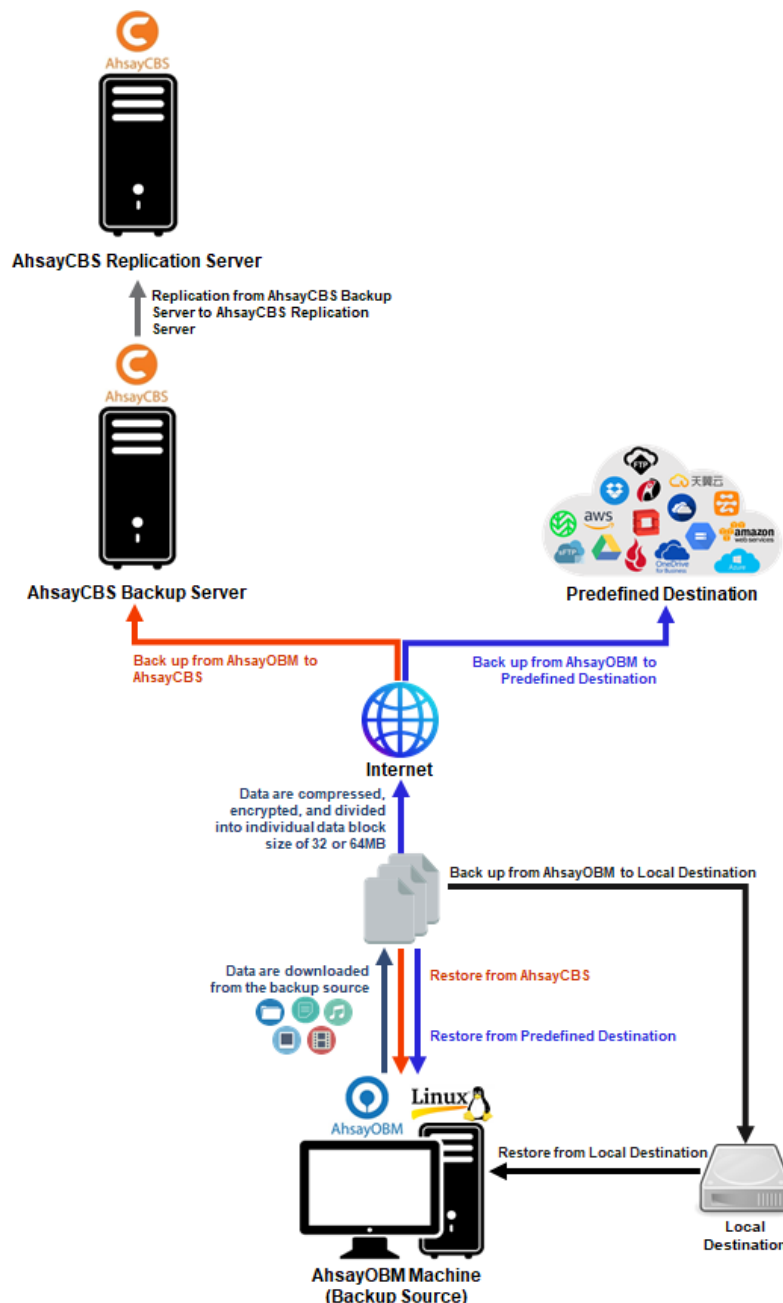 AhsayCBS
AhsayCBS Replication Server
Replication from AhsayCBS Backup
Server to AhsayCBS Replication
Server
AhsayCBS
FTP
天翼云
aws
amazon
web services
sFTP
OneDrive
for Business
Azure
AhsayCBS Backup Server
Predefined Destination
Back up from AhsayOBM to
AhsayCBS
Back up from AhsayOBM to
Predefined Destination
Internet
Data are compressed,
encrypted, and divided
into individual data block
size of 32 or 64MB
Back up from AhsayOBM to Local Destination
Data are downloaded
from the backup source
Restore from AhsayCBS
Restore from Predefined Destination
AhsayOBM
Linux
Restore from Local Destination
Local
Destination
AhsayOBM Machine
(Backup Source)